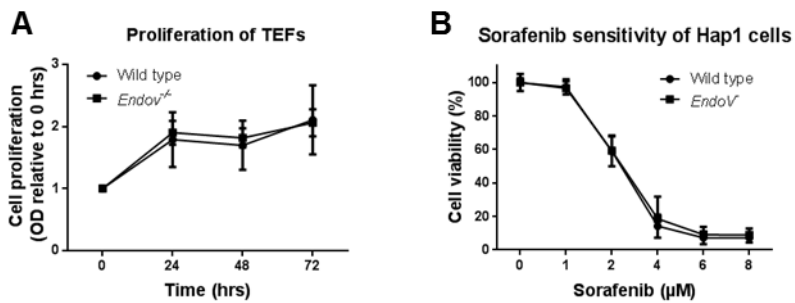 A
Proliferation of TEFs
Wild type
Endov-/-
Cell proliferation
(OD relative to 0 hrs)
3
2
1
0
0 24 48 72
Time (hrs)
B
Sorafenib sensitivity of Hap1 cells
Wild type
EndoV-
Cell viability (%)
100
80
60
40
20
0
0 1 2 4 6 8
Sorafenib (µM)